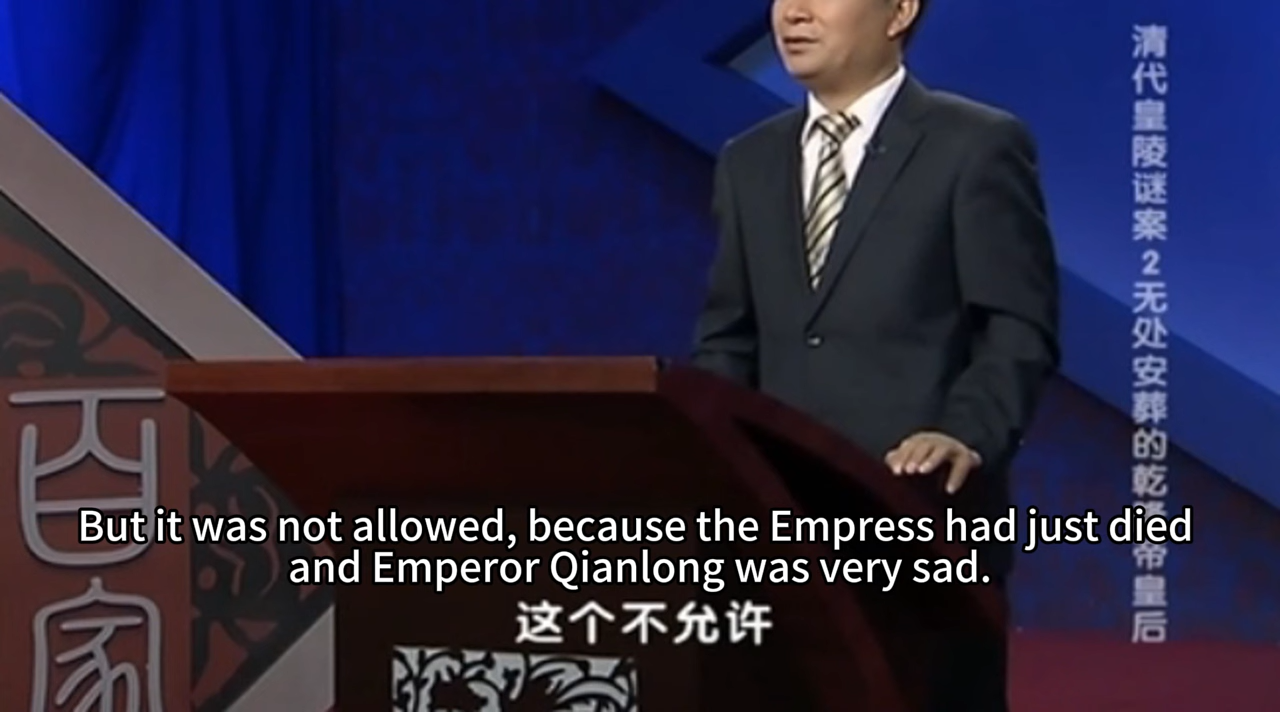 清代皇陵谜案2无处安葬的乾 帝皇后
百家
But it was not allowed, because the Empress had just died
and Emperor Qianlong was very sad.
这个不允许